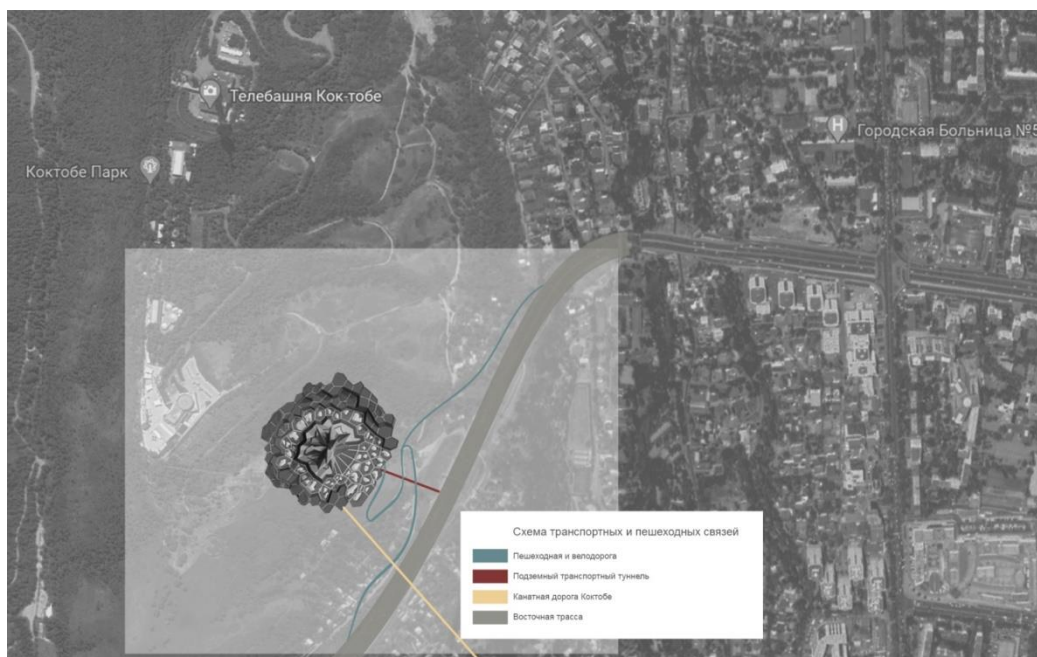 Телебашня Кок-тобе
Городская Больница №5
Коктобе Парк
Схема транспортных и пешеходных связей
Пешеходная и велодорога
Подземный транспортный туннель
Канатная дорога Коктобе
Восточная трасса